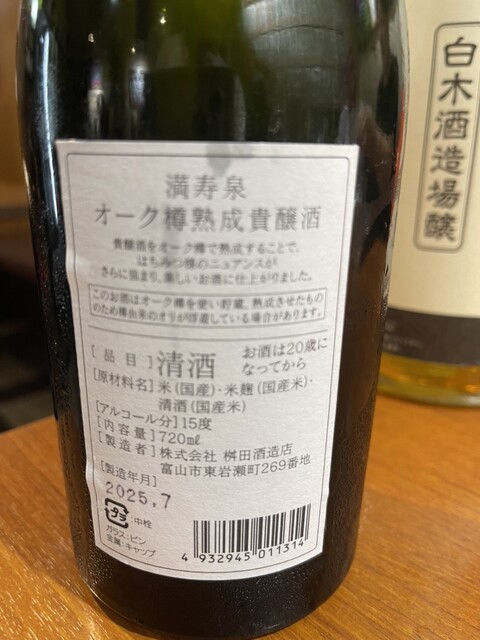 満寿泉
オーク樽熟成貴醸酒
貴醸酒をオーク樽で熟成することで、
はちみつ様のニュアンスが
さらに強まり、楽しいお酒に仕上がりました。
このお酒はオーク樽を使い貯蔵、熟成させたもの
のため樽由来のオリが浮遊している場合があります。
[品目]清酒 お酒は20歳に
なってから
[原材料名]米(国産)・米麹(国産米)・
清酒(国産米)
[アルコール分]15度
[内容量]720ml
[製造者]株式会社 桝田酒造店
富山市東岩瀬町269番地
[製造年月]
2025.7
プラ :中栓
ガラス:ビン
金属:キャップ
4 932945 011314
白木酒造場醸